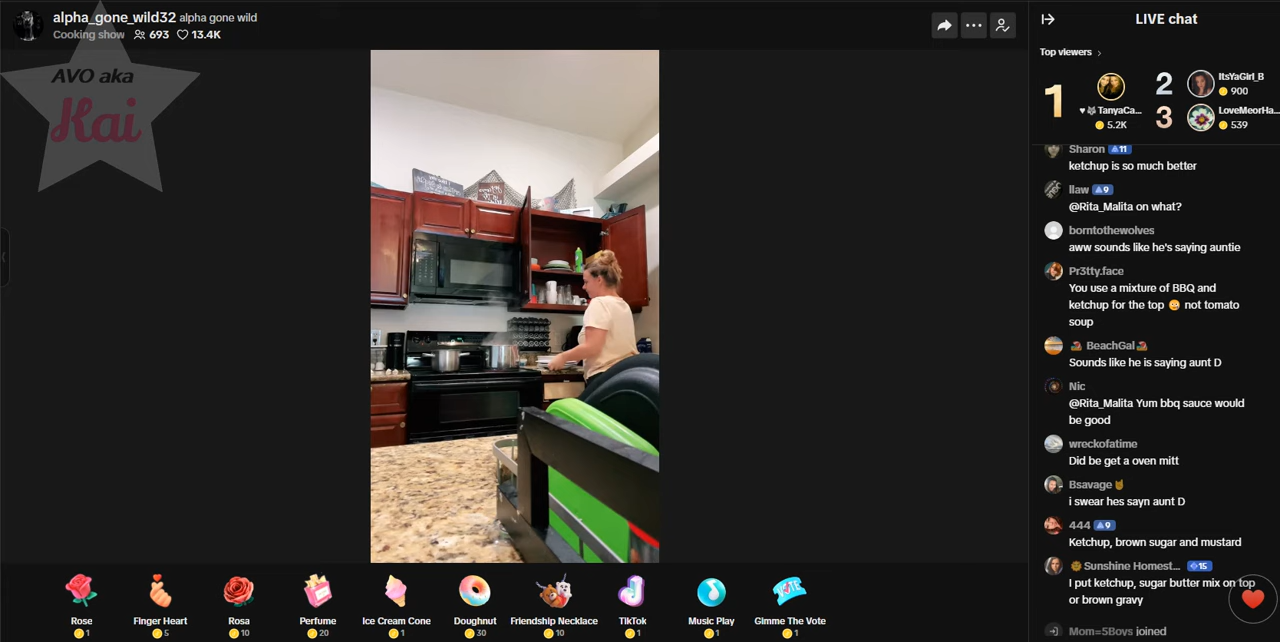 alpha_gone_wild32 alpha gone wild
Cooking show 693 13.4K
AVO aka
Kai
LIVE chat
Top viewers
1
TanyaCa...
5.2K
2
ItsYaGirl_B
900
3
LoveMeorHa...
539
Sharon 11
ketchup is so much better
llaw 9
@Rita_Malita on what?
borntothewolves
aww sounds like he's saying auntie
Pr3tty.face
You use a mixture of BBQ and
ketchup for the top not tomato
soup
BeachGal
Sounds like he is saying aunt D
Nic
@Rita_Malita Yum bbq sauce would
be good
wreckofatime
Did be get a oven mitt
Bsavage
i swear hes sayn aunt D
444 9
Ketchup, brown sugar and mustard
Sunshine Homest... 15
I put ketchup, sugar butter mix on top
or brown gravy
Mom=5Boys joined
Rose
1
Finger Heart
5
Rosa
10
Perfume
20
Ice Cream Cone
1
Doughnut
30
Friendship Necklace
10
TikTok
1
Music Play
1
Gimme The Vote
1